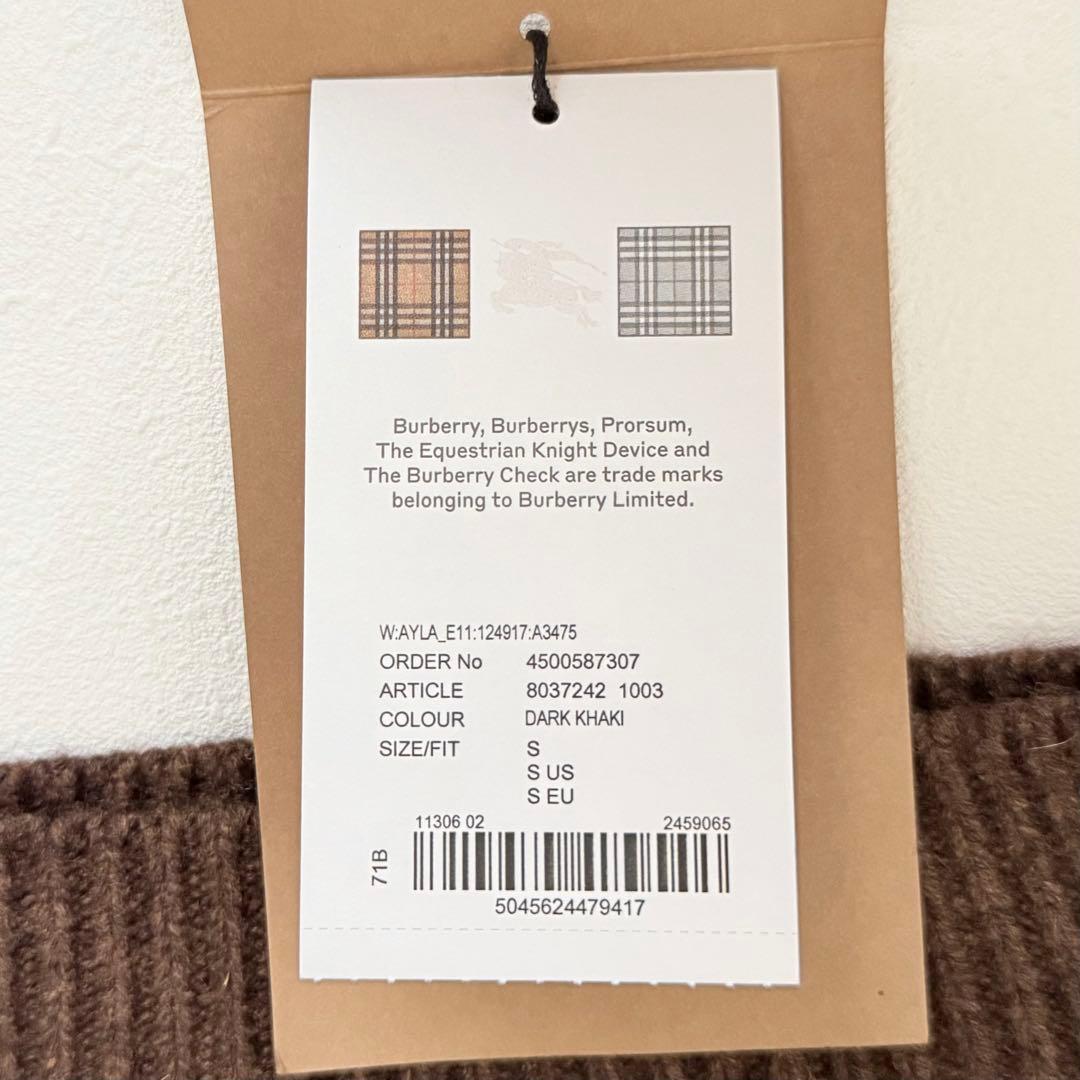 Burberry, Burberrys, Prorsum,
The Equestrian Knight Device and
The Burberry Check are trade marks
belonging to Burberry Limited.
W:AYLA_E11:124917:A3475
ORDER No 4500587307
ARTICLE 8037242 1003
COLOUR DARK KHAKI
SIZE/FIT S
S US
S EU
11306 02 2459065
71B
5045624479417